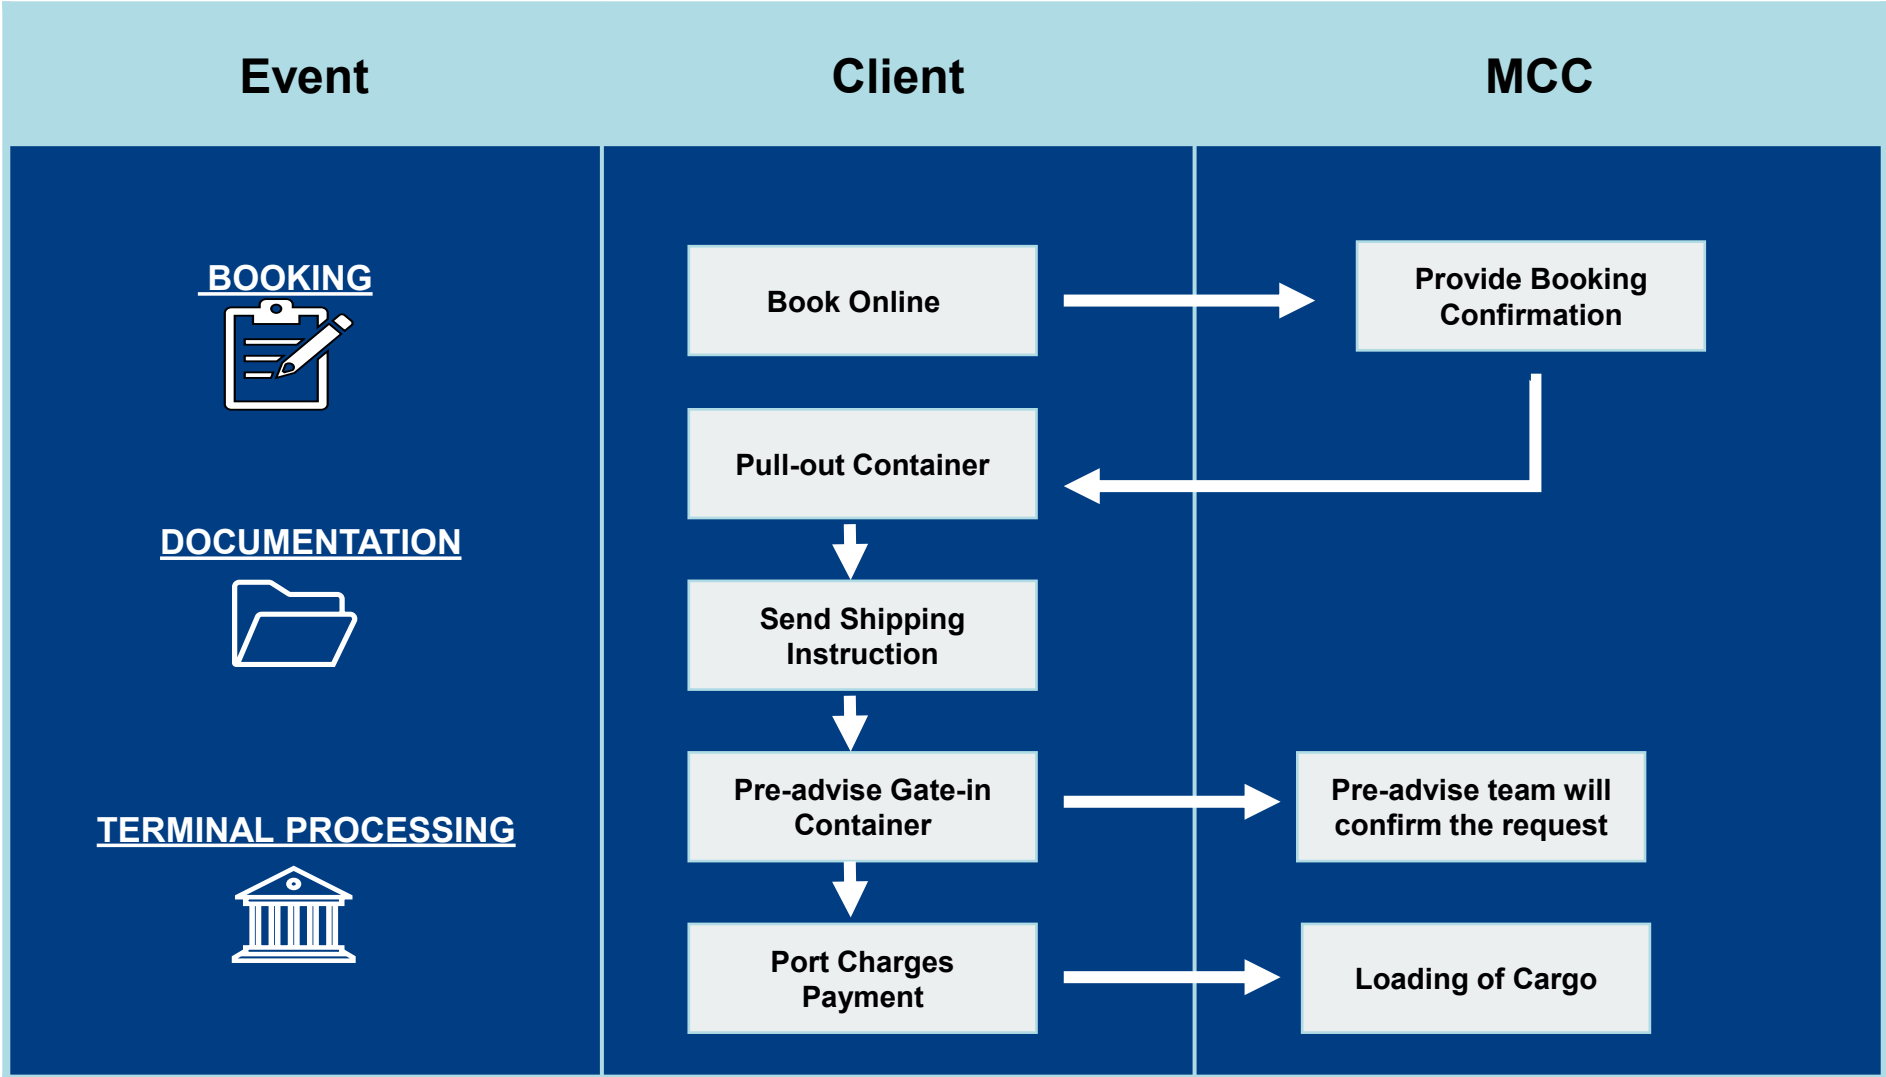 Event
Client
MCC
BOOKING
Book Online
Provide Booking
Confirmation
Pull-out Container
DOCUMENTATION
Send Shipping
Instruction
TERMINAL PROCESSING
Pre-advise Gate-in
Container
Pre-advise team will
confirm the request
Port Charges
Payment
Loading of Cargo